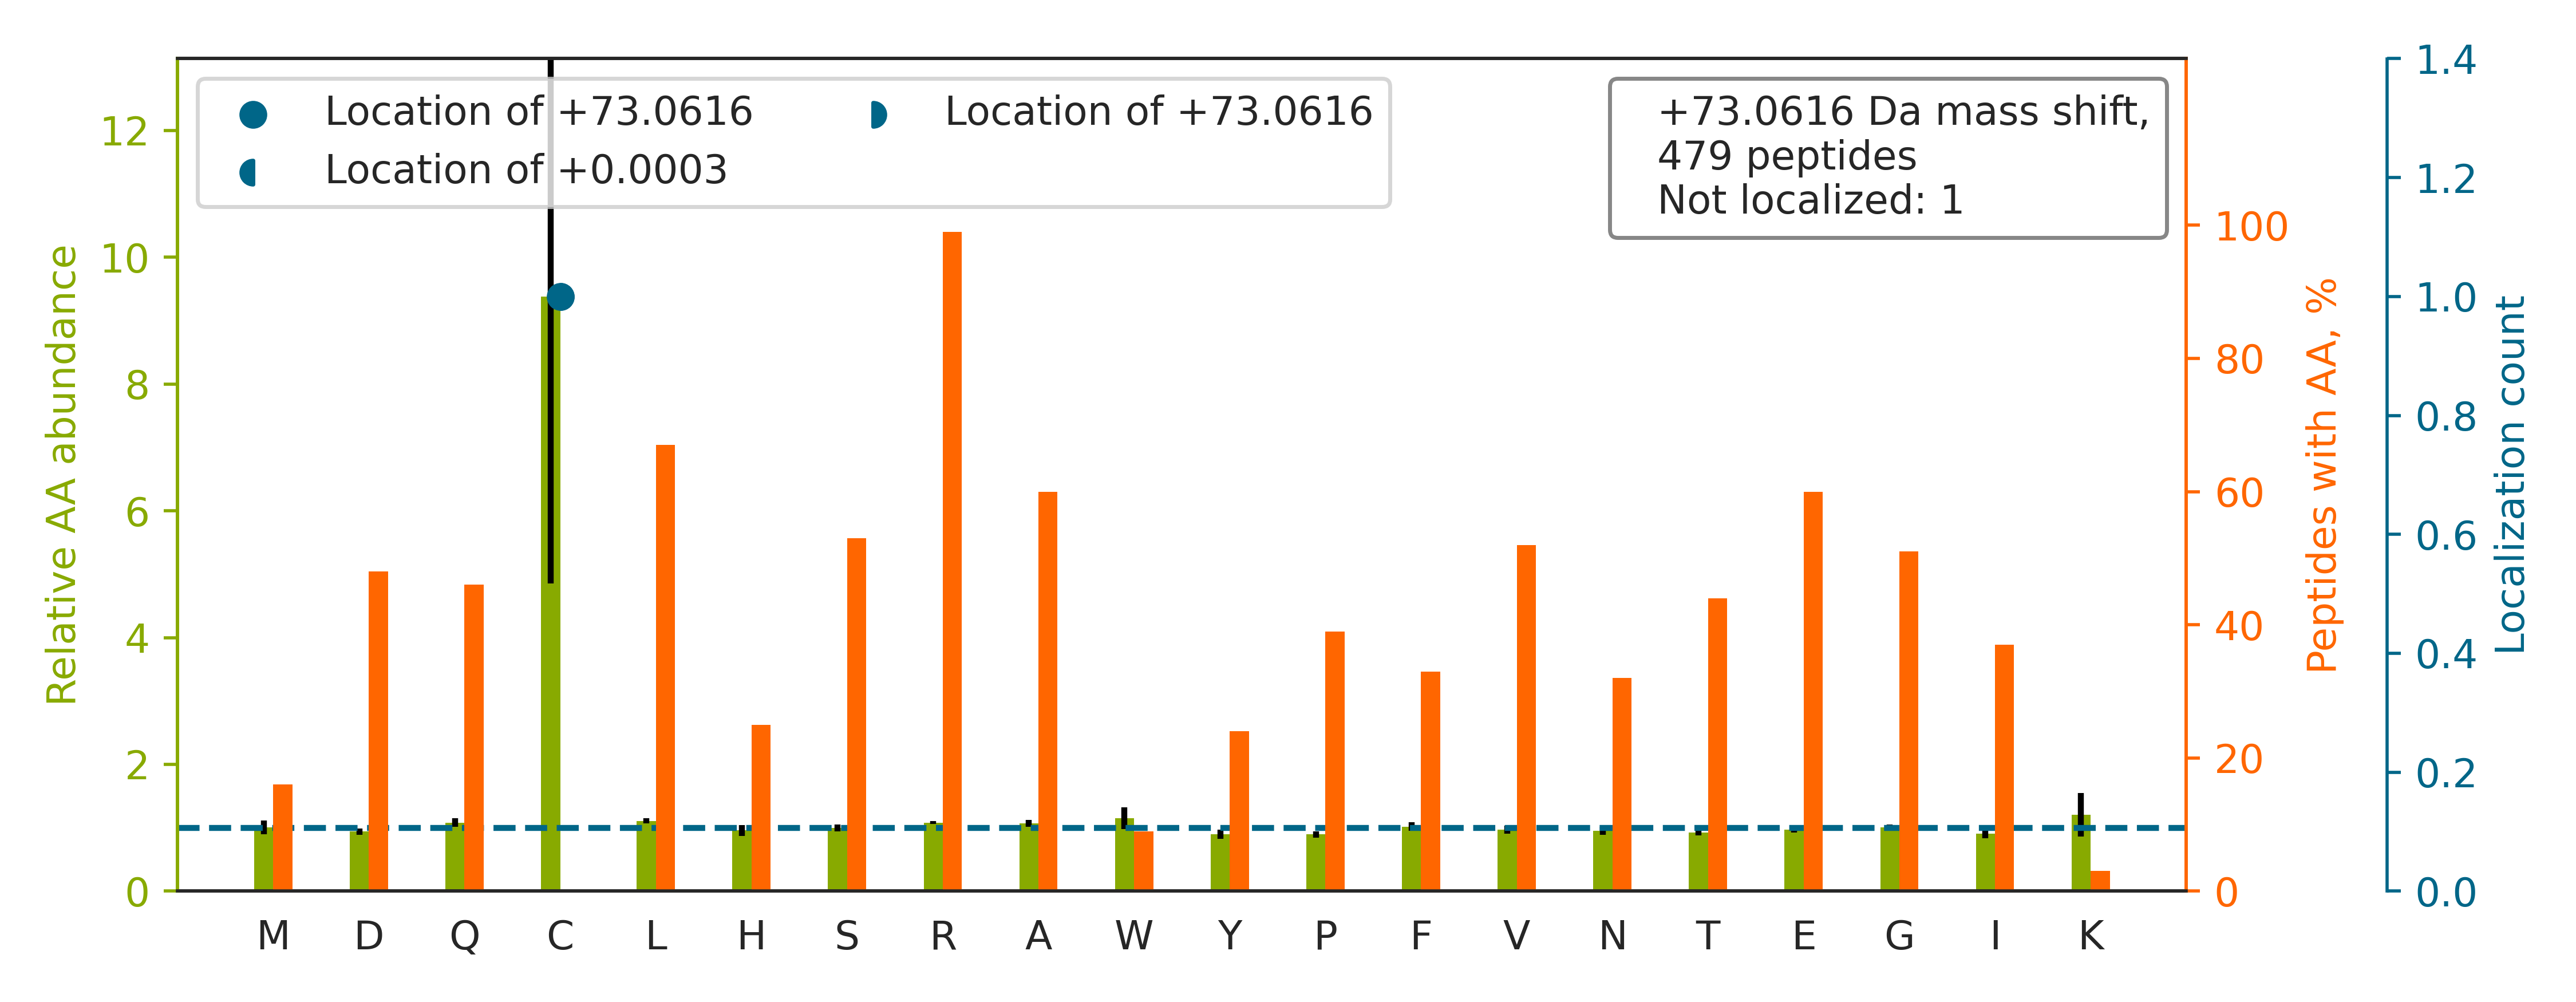 Relative AA abundance
12
10
8
6
4
2
0
Location of +73.0616
Location of +0.0003
Location of +73.0616
+73.0616 Da mass shift,
479 peptides
Not localized: 1
M D Q C L H S R A W Y P F V N T E G I K
100
80
60
40
20
0
Peptides with AA, %
1.4
1.2
1.0
0.8
0.6
0.4
0.2
0.0
Localization count